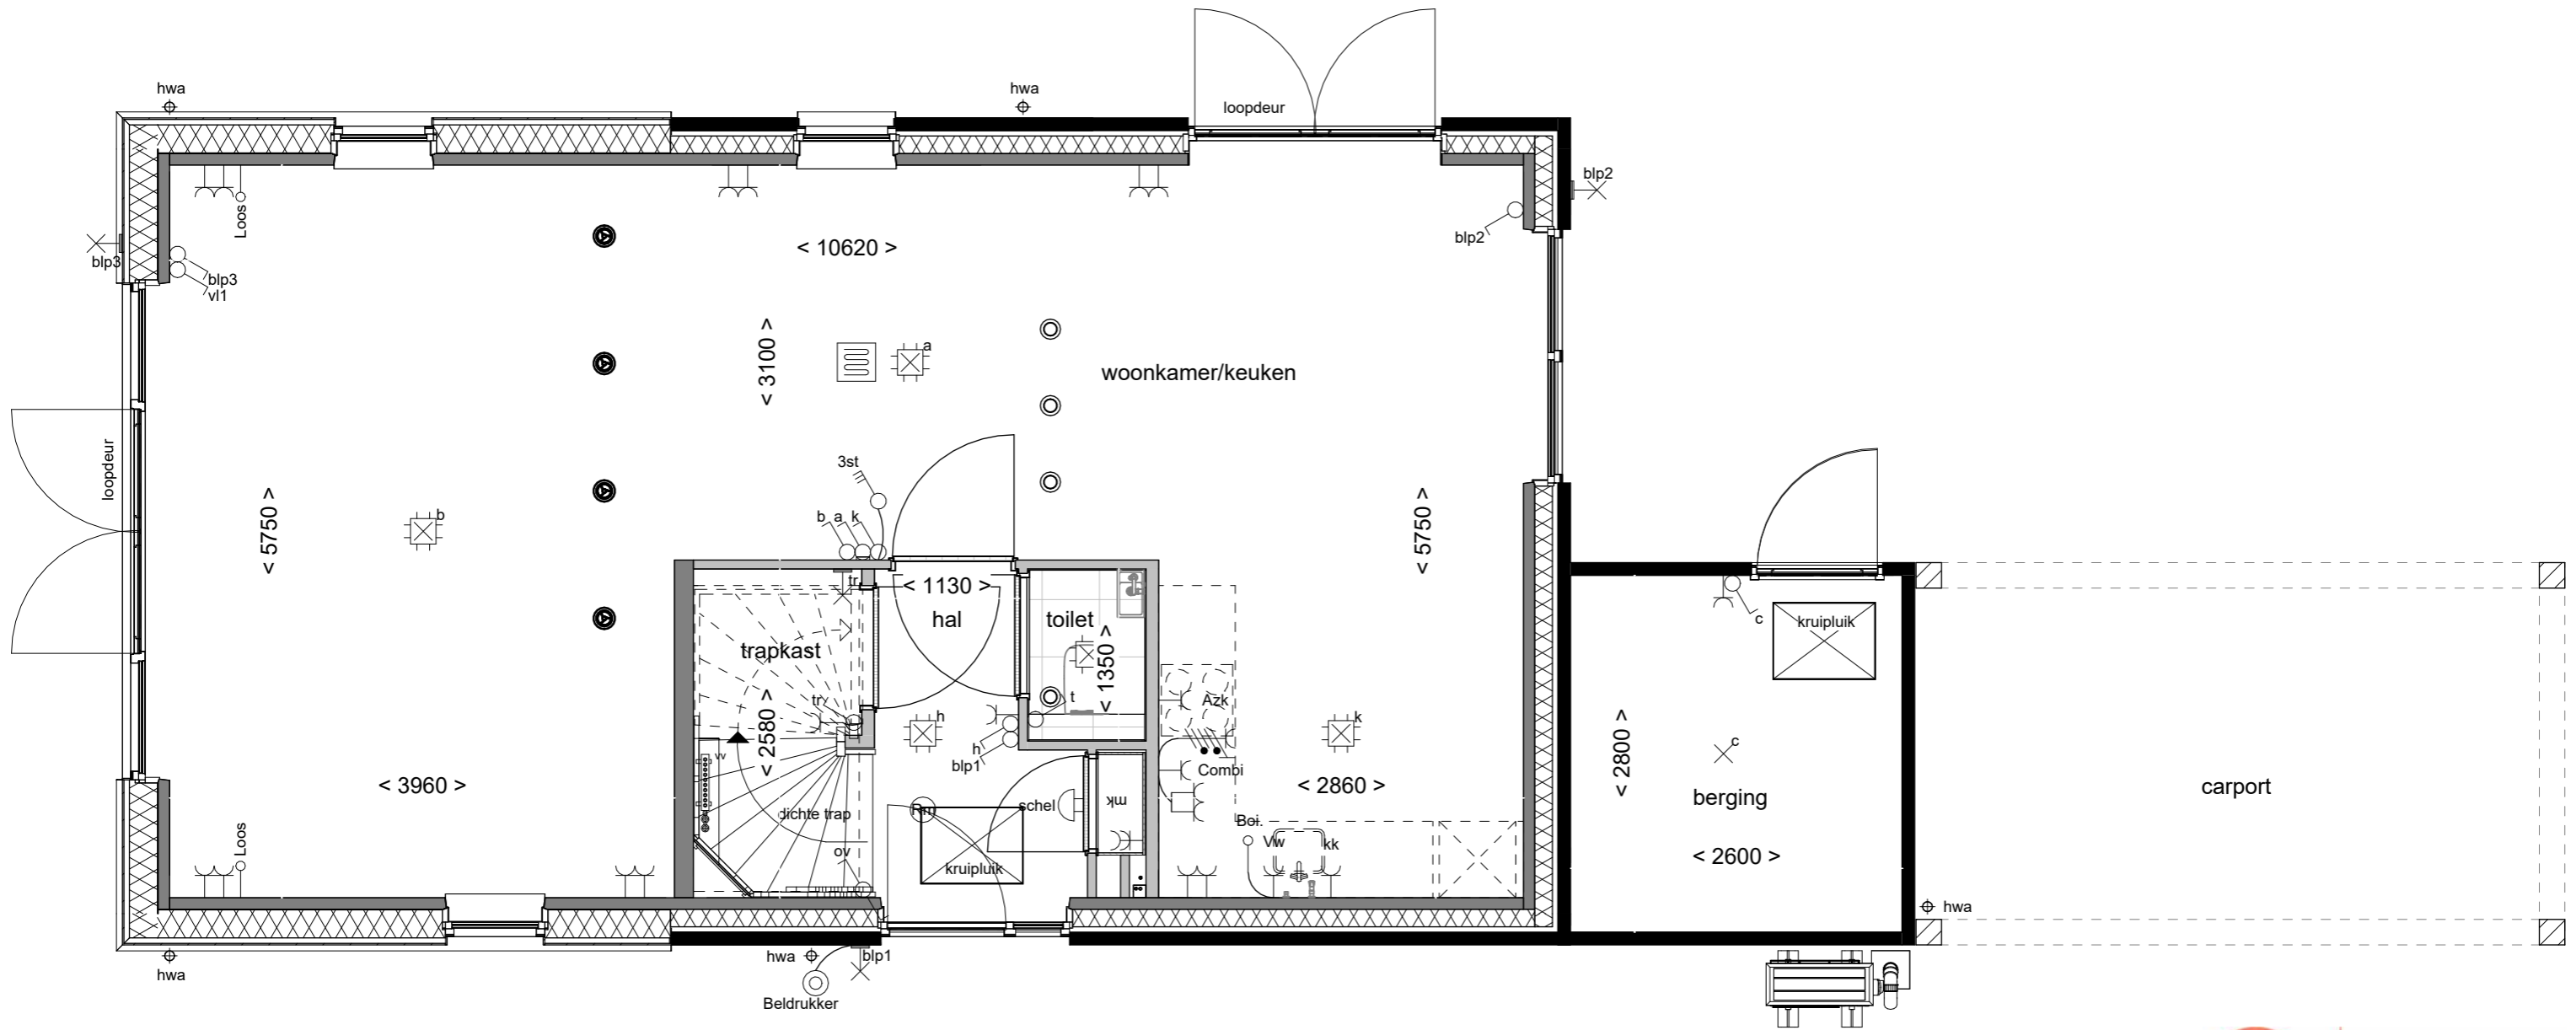 hwa
hwa
loopdeur
blp2
Loos
blp2
blp3
blp3
vl1
< 10620 >
< 3100 >
a
woonkamer/keuken
loopdeur
3st
< 5750 >
b
b a k
< 5750 >
tr
< 1130 >
hal
toilet
trapkast
< 1350 >
kruipluik
c
tr
t
Azk
h
k
< 2580 >
h
blp1
vv
Combi
< 2800 >
c
< 3960 >
< 2860 >
berging
carport
Rm
schel
mk
dichte trap
Boi.
Vw
kk
Loos
ov
kruipluik
< 2600 >
hwa
hwa
hwa
blp1
Beldrukker